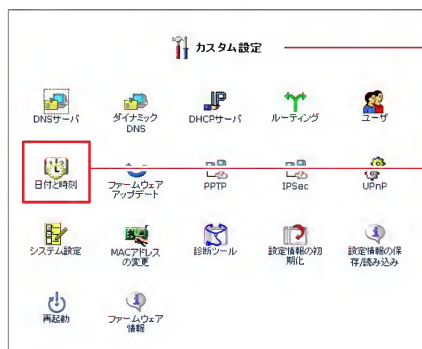 カスタム設定
DNSサーバ
ダイナミック
DNS
DHCPサーバ
ルーティング
ユーザ
日付と時刻
ファームウェア
アップデート
PPTP
IPSec
UPnP
システム設定
MACアドレス
の変更
診断ツール
設定情報の初
期化
設定情報の保
存/読み込み
再起動
ファームウェア
情報